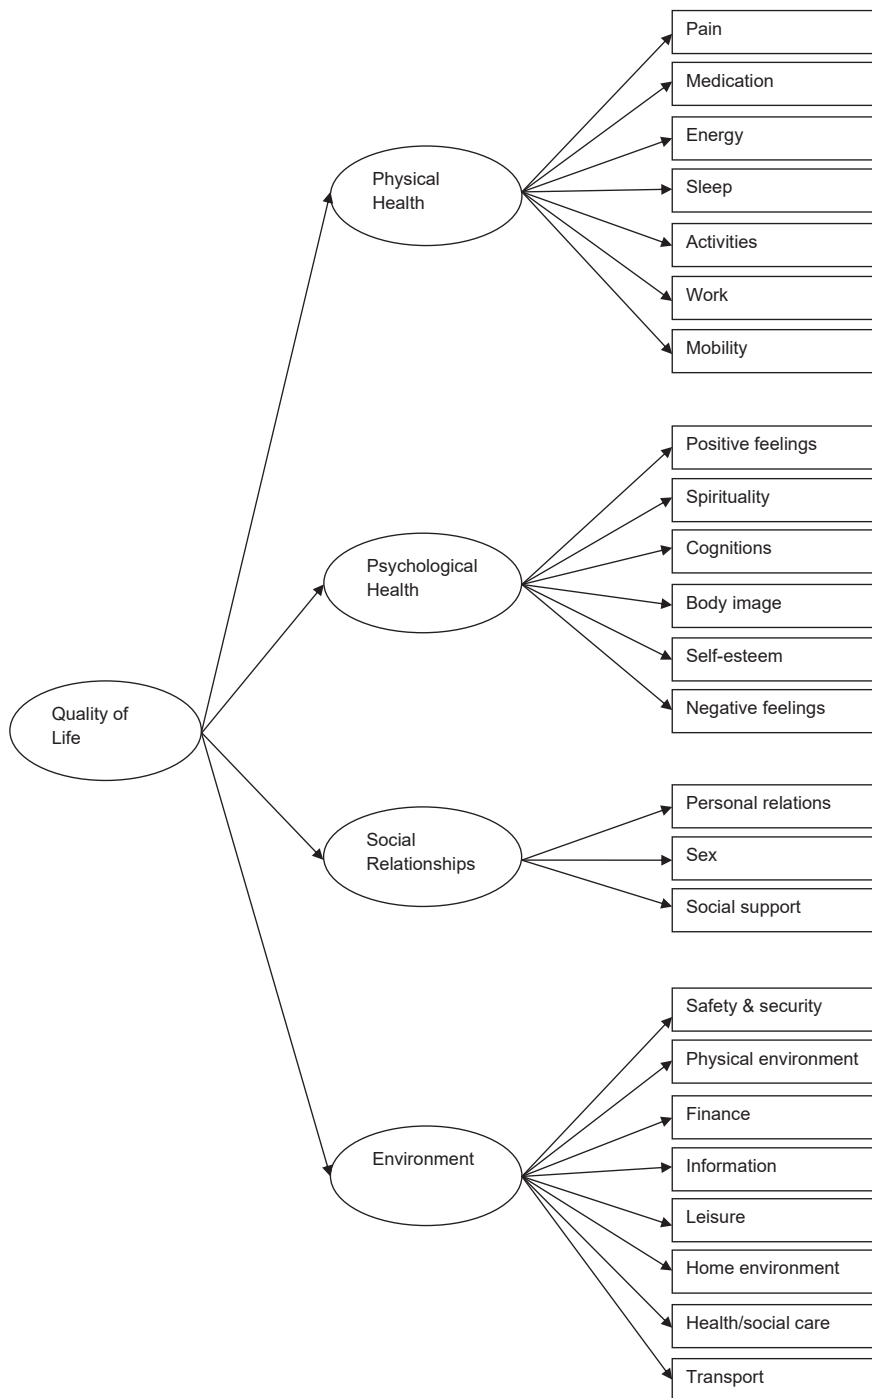 Pain
Medication
Energy
Physical
Health
Sleep
Activities
Work
Mobility
Positive feelings
Spirituality
Cognitions
Psychological
Health
Body image
Self-esteem
Negative feelings
Quality of
Life
Personal relations
Social
Relationships
Sex
Social support
Safety & security
Physical environment
Finance
Environment
Information
Leisure
Home environment
Health/social care
Transport